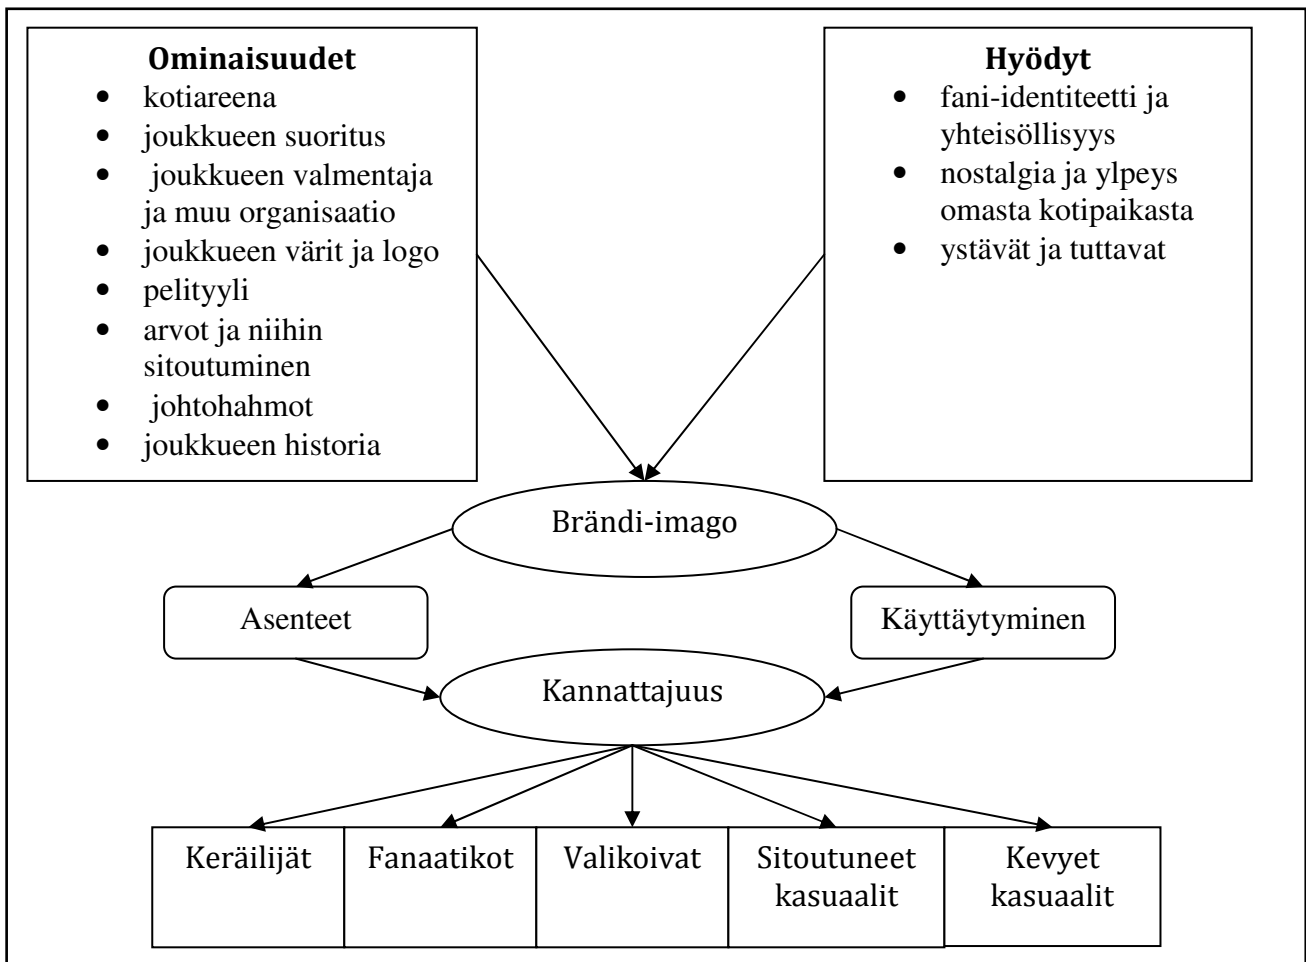 Ominaisuudet
• kotiareena
• joukkueen suoritus
• joukkueen valmentaja
ja muu organisaatio
• joukkueen värit ja logo
• pelityyli
• arvot ja niihin
sitoutuminen
• johtohahmot
• joukkueen historia
Hyödyt
• fani-identiteetti ja
yhteisöllisyys
• nostalgia ja ylpeys
omasta kotipaikasta
• ystävät ja tuttavat
Brändi-imago
Asenteet
Käyttäytyminen
Kannattajuus
Keräilijät
Fanaatikot
Valikoivat
Sitoutuneet
kasuaalit
Kevyet
kasuaalit